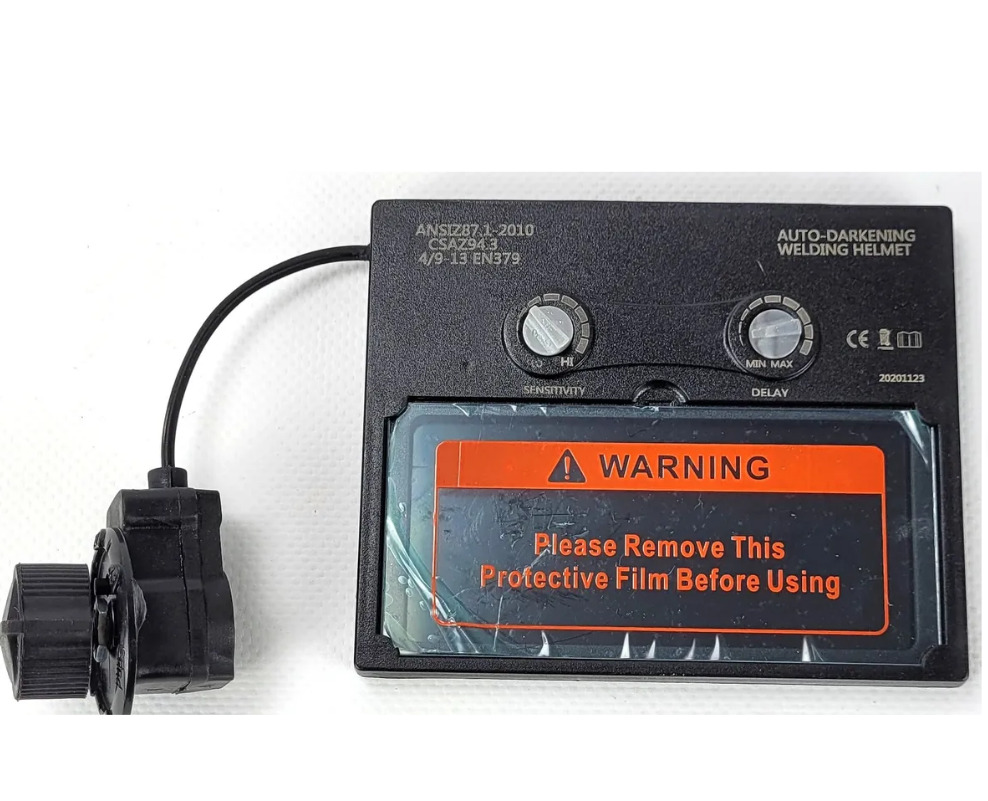 ANSIZ87.1-2010
CSAZ94.3
4/9-13 EN379
AUTO-DARKENING
WELDING HELMET
HI
SENSITIVITY
MIN MAX
DELAY
CE
20201123
WARNING
Please Remove This
Protective Film Before Using